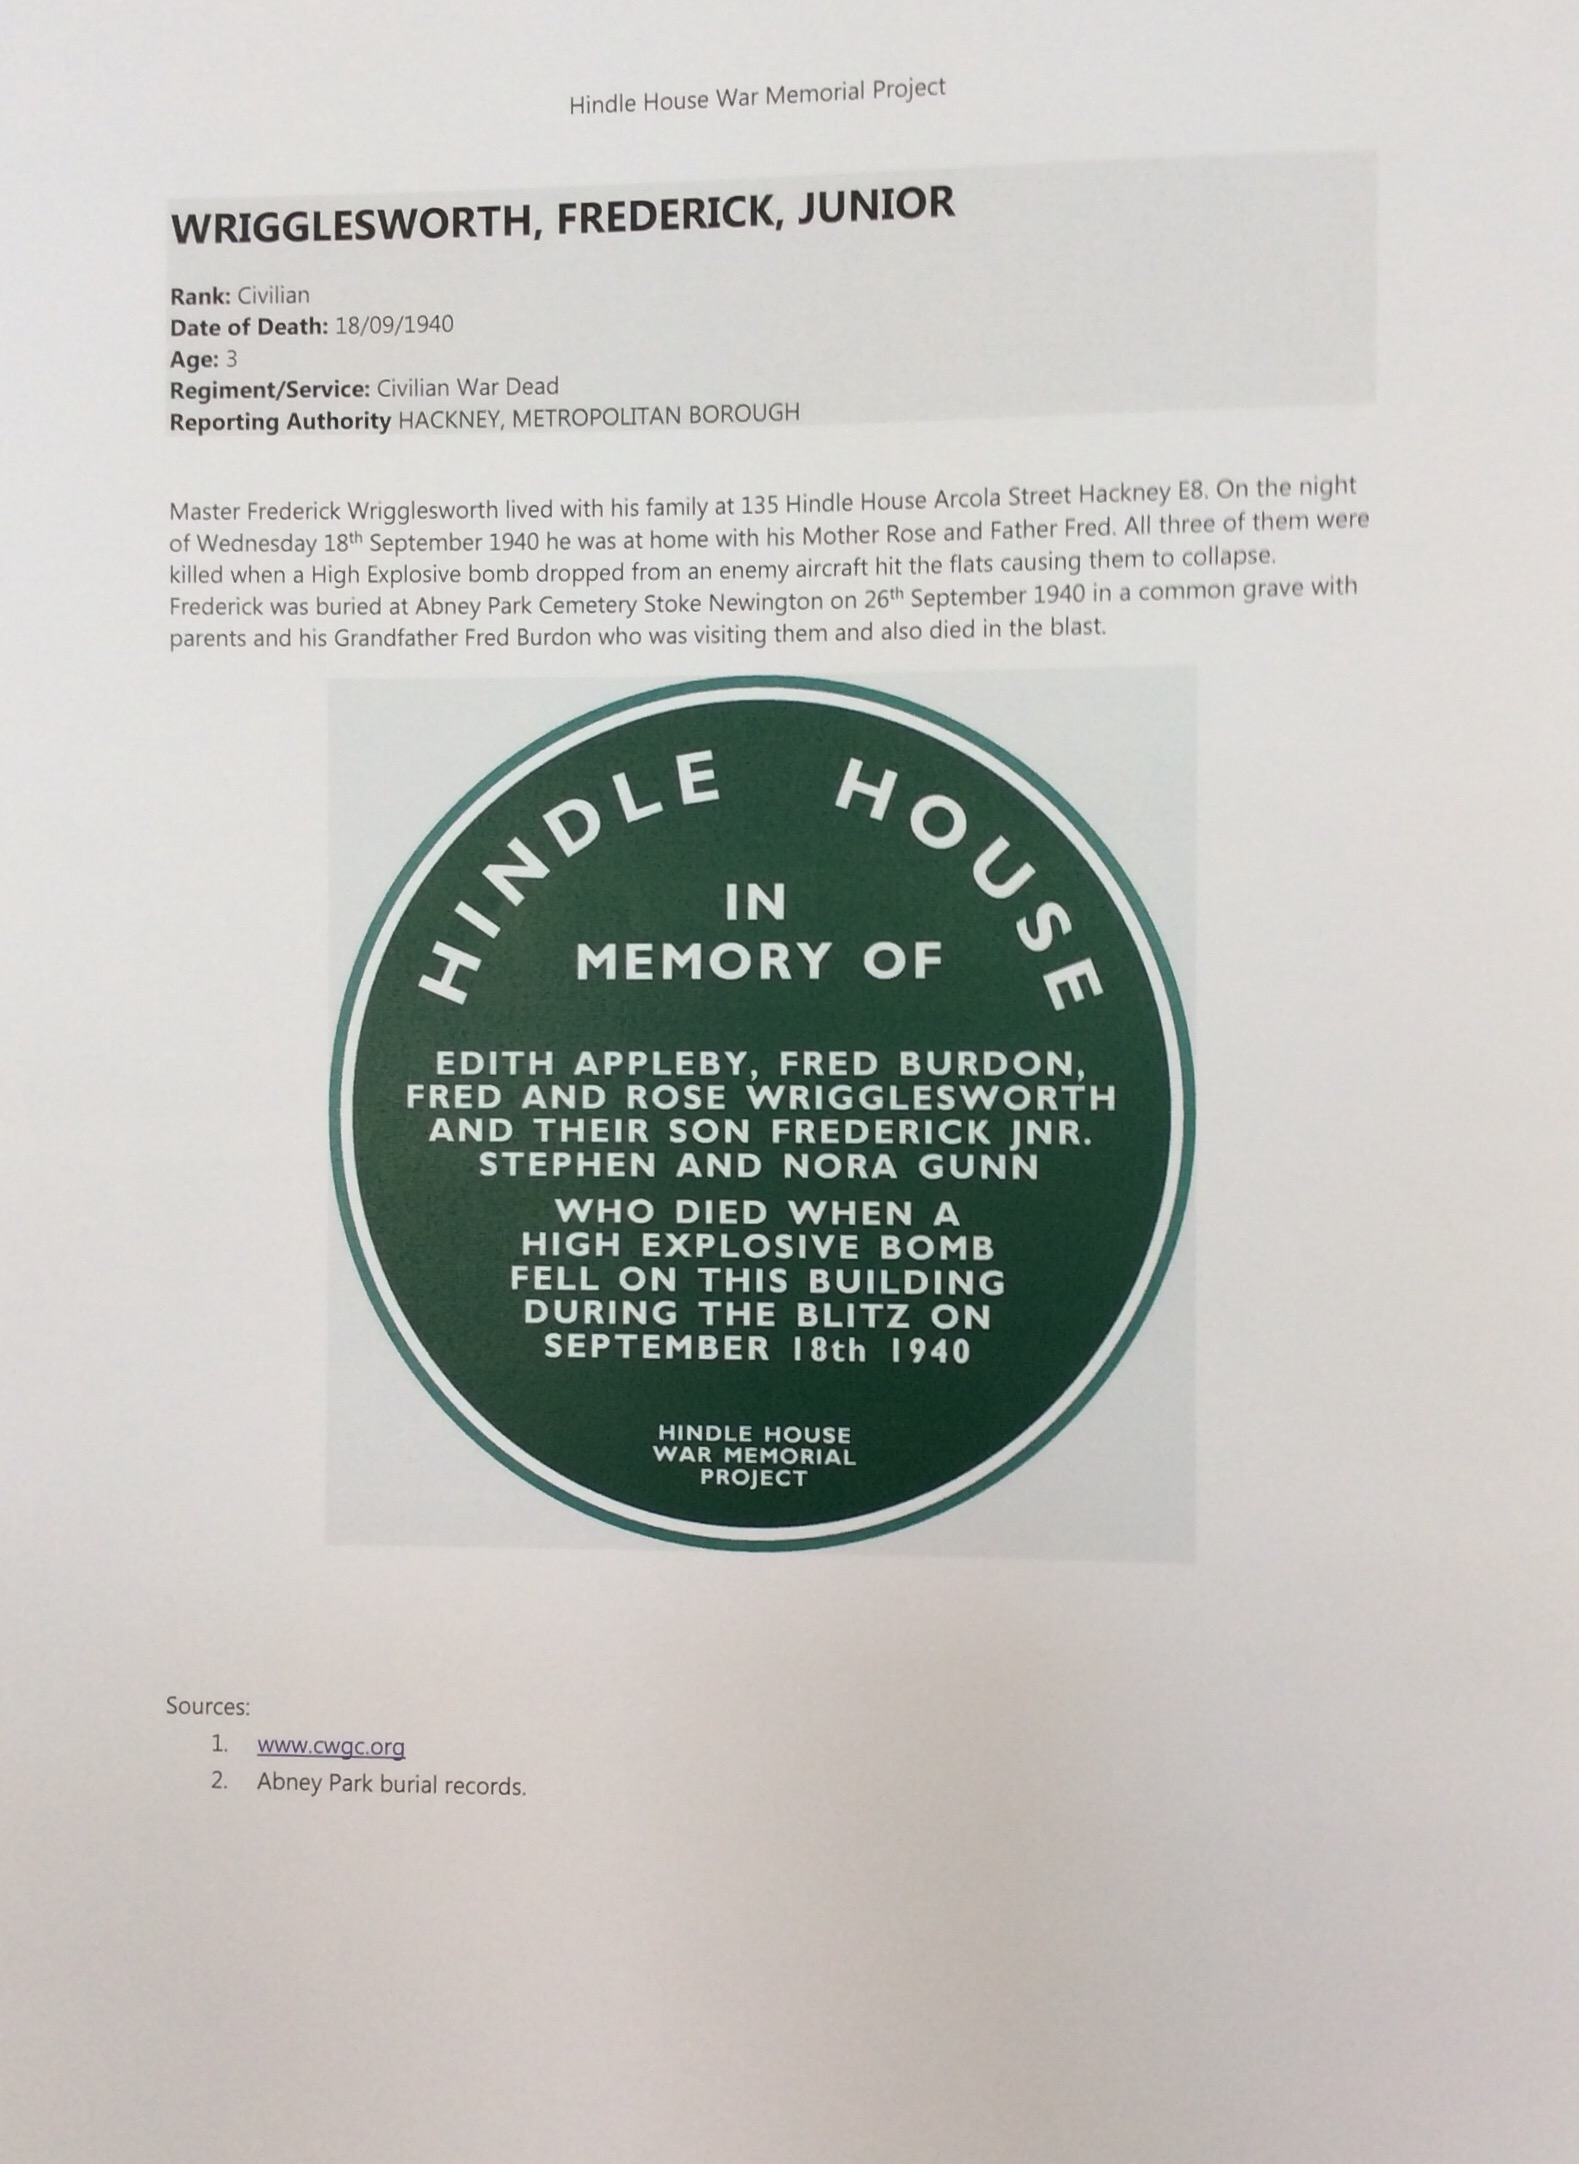 Hindle House War Memorial Project
WRIGGLESWORTH, FREDERICK, JUNIOR
Rank: Civilian
Date of Death: 18/09/1940
Age: 3
Regiment/Service: Civilian War Dead
Reporting Authority HACKNEY, METROPOLITAN BOROUGH
Master Frederick Wrigglesworth lived with his family at 135 Hindle House Arcola Street Hackney E8. On the night
of Wednesday 18th September 1940 he was at home with his Mother Rose and Father Fred. All three of them were
killed when a High Explosive bomb dropped from an enemy aircraft hit the flats causing them to collapse.
Frederick was buried at Abney Park Cemetery Stoke Newington on 26th September 1940 in a common grave with
parents and his Grandfather Fred Burdon who was visiting them and also died in the blast.
HINDLE HOUSE
IN
MEMORY OF
EDITH APPLEBY, FRED BURDON,
FRED AND ROSE WRIGGLESWORTH
AND THEIR SON FREDERICK JNR.
STEPHEN AND NORA GUNN
WHO DIED WHEN A
HIGH EXPLOSIVE BOMB
FELL ON THIS BUILDING
DURING THE BLITZ ON
SEPTEMBER 18th 1940
HINDLE HOUSE
WAR MEMORIAL
PROJECT
Sources:
1. www.cwgc.org
2. Abney Park burial records.